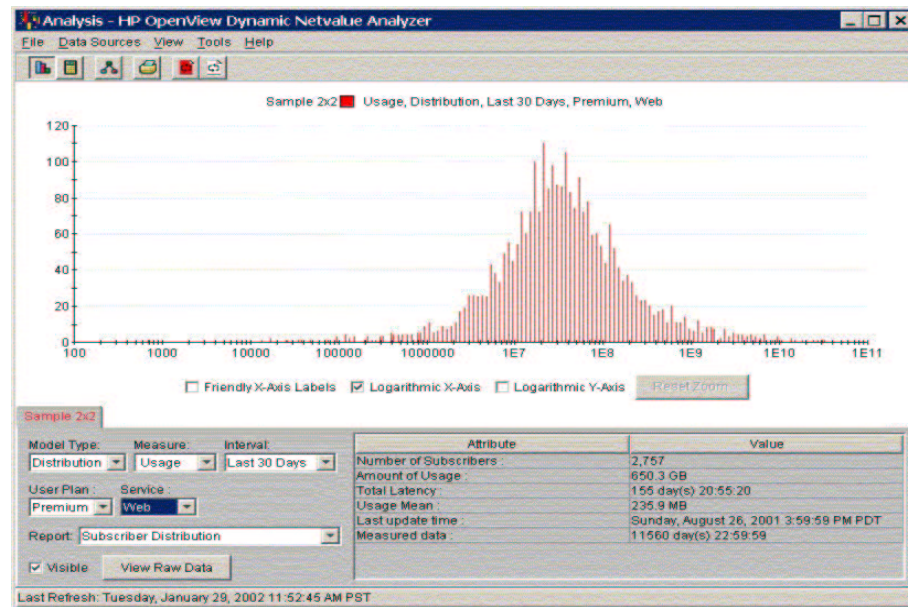 Analysis - HP OpenView Dynamic Netvalue Analyzer
File Data Sources View Tools Help
Sample 2x2 Usage, Distribution, Last 30 Days, Premium, Web
120
100
80
60
40
20
0
100 1000 10000 100000 1000000 1E7 1E8 1E9 1E10 1E11
Friendly X-Axis Labels Logarithmic X-Axis Logarithmic Y-Axis Reset Zoom
Sample 2x2
Model Type: Measure: Interval:
Distribution Usage Last 30 Days
User Plan : Service :
Premium Web
Report: Subscriber Distribution
Visible View Raw Data
Attribute Value
Number of Subscribers : 2,757
Amount of Usage : 650.3 GB
Total Latency : 155 day(s) 20:55:20
Usage Mean : 235.9 MB
Last update time : Sunday, August 26, 2001 3:59:59 PM PDT
Measured data : 11560 day(s) 22:59:59
Last Refresh: Tuesday, January 29, 2002 11:52:45 AM PST